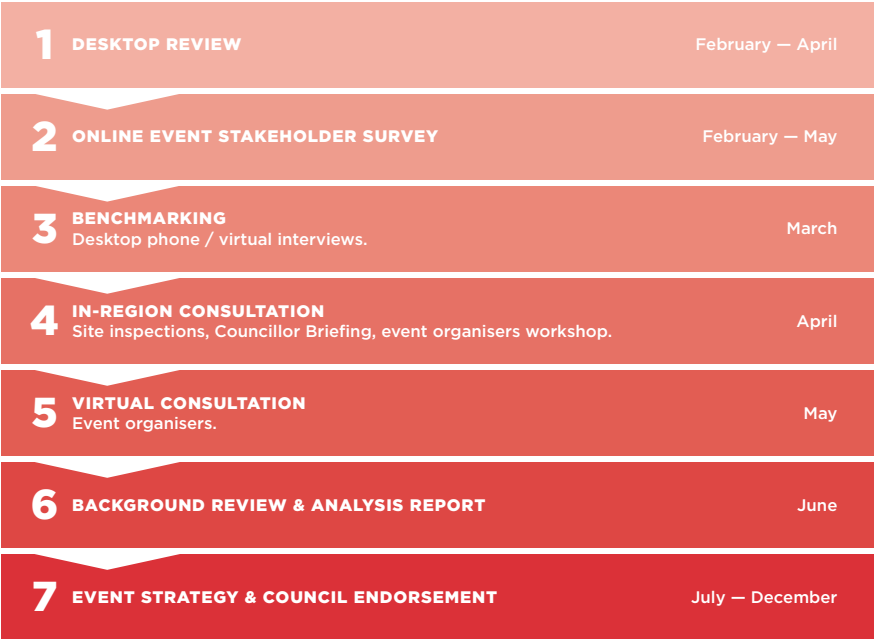 1 DESKTOP REVIEW February — April
2 ONLINE EVENT STAKEHOLDER SURVEY February — May
3 BENCHMARKING
Desktop phone / virtual interviews.
March
4 IN-REGION CONSULTATION
Site inspections, Councillor Briefing, event organisers workshop.
April
5 VIRTUAL CONSULTATION
Event organisers.
May
6 BACKGROUND REVIEW & ANALYSIS REPORT June
7 EVENT STRATEGY & COUNCIL ENDORSEMENT July — December